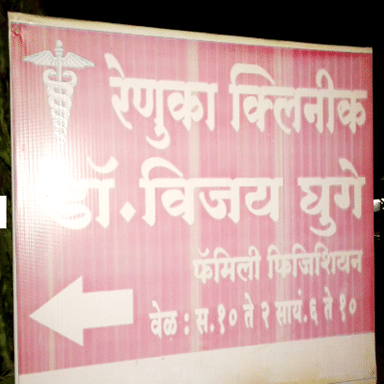 रेणुका क्लिनीक
डॉ. विजय घुगे
फॅमिली फिजिशियन
वेळ : स.१० ते २ सायं.६ ते १०